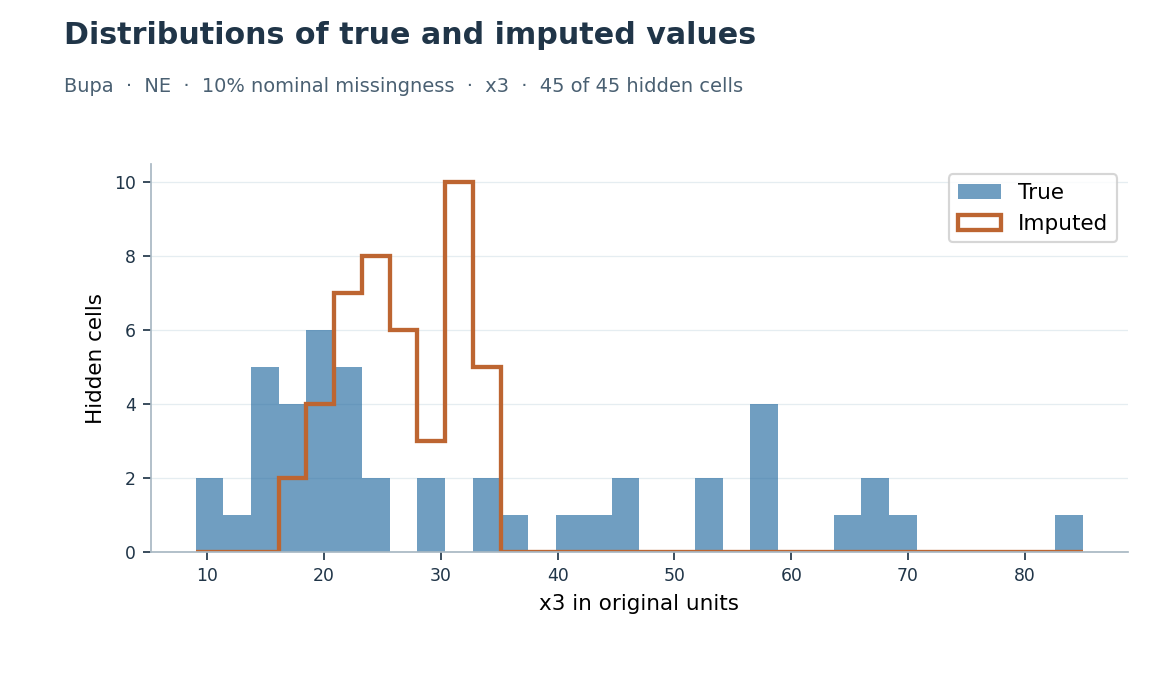 Distributions of true and imputed values
Bupa · NE · 10% nominal missingness · x3 · 45 of 45 hidden cells
True
Imputed
Hidden cells
10
8
6
4
2
0
10 20 30 40 50 60 70 80
x3 in original units